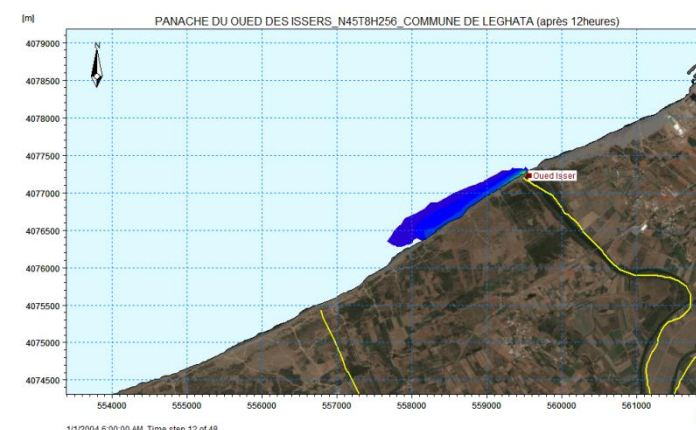 [m]
PANACHE DU OUED DES ISSERS_N45T8H256_COMMUNE DE LEGHATA (après 12heures)
4079000
N
4078500
4078000
4077500
Oued Isser
4077000
4076500
4076000
4075500
4075000
4074500
554000 555000 556000 557000 558000 559000 560000 561000
1/1/2004 6:00:00 AM Time step 12 of 48